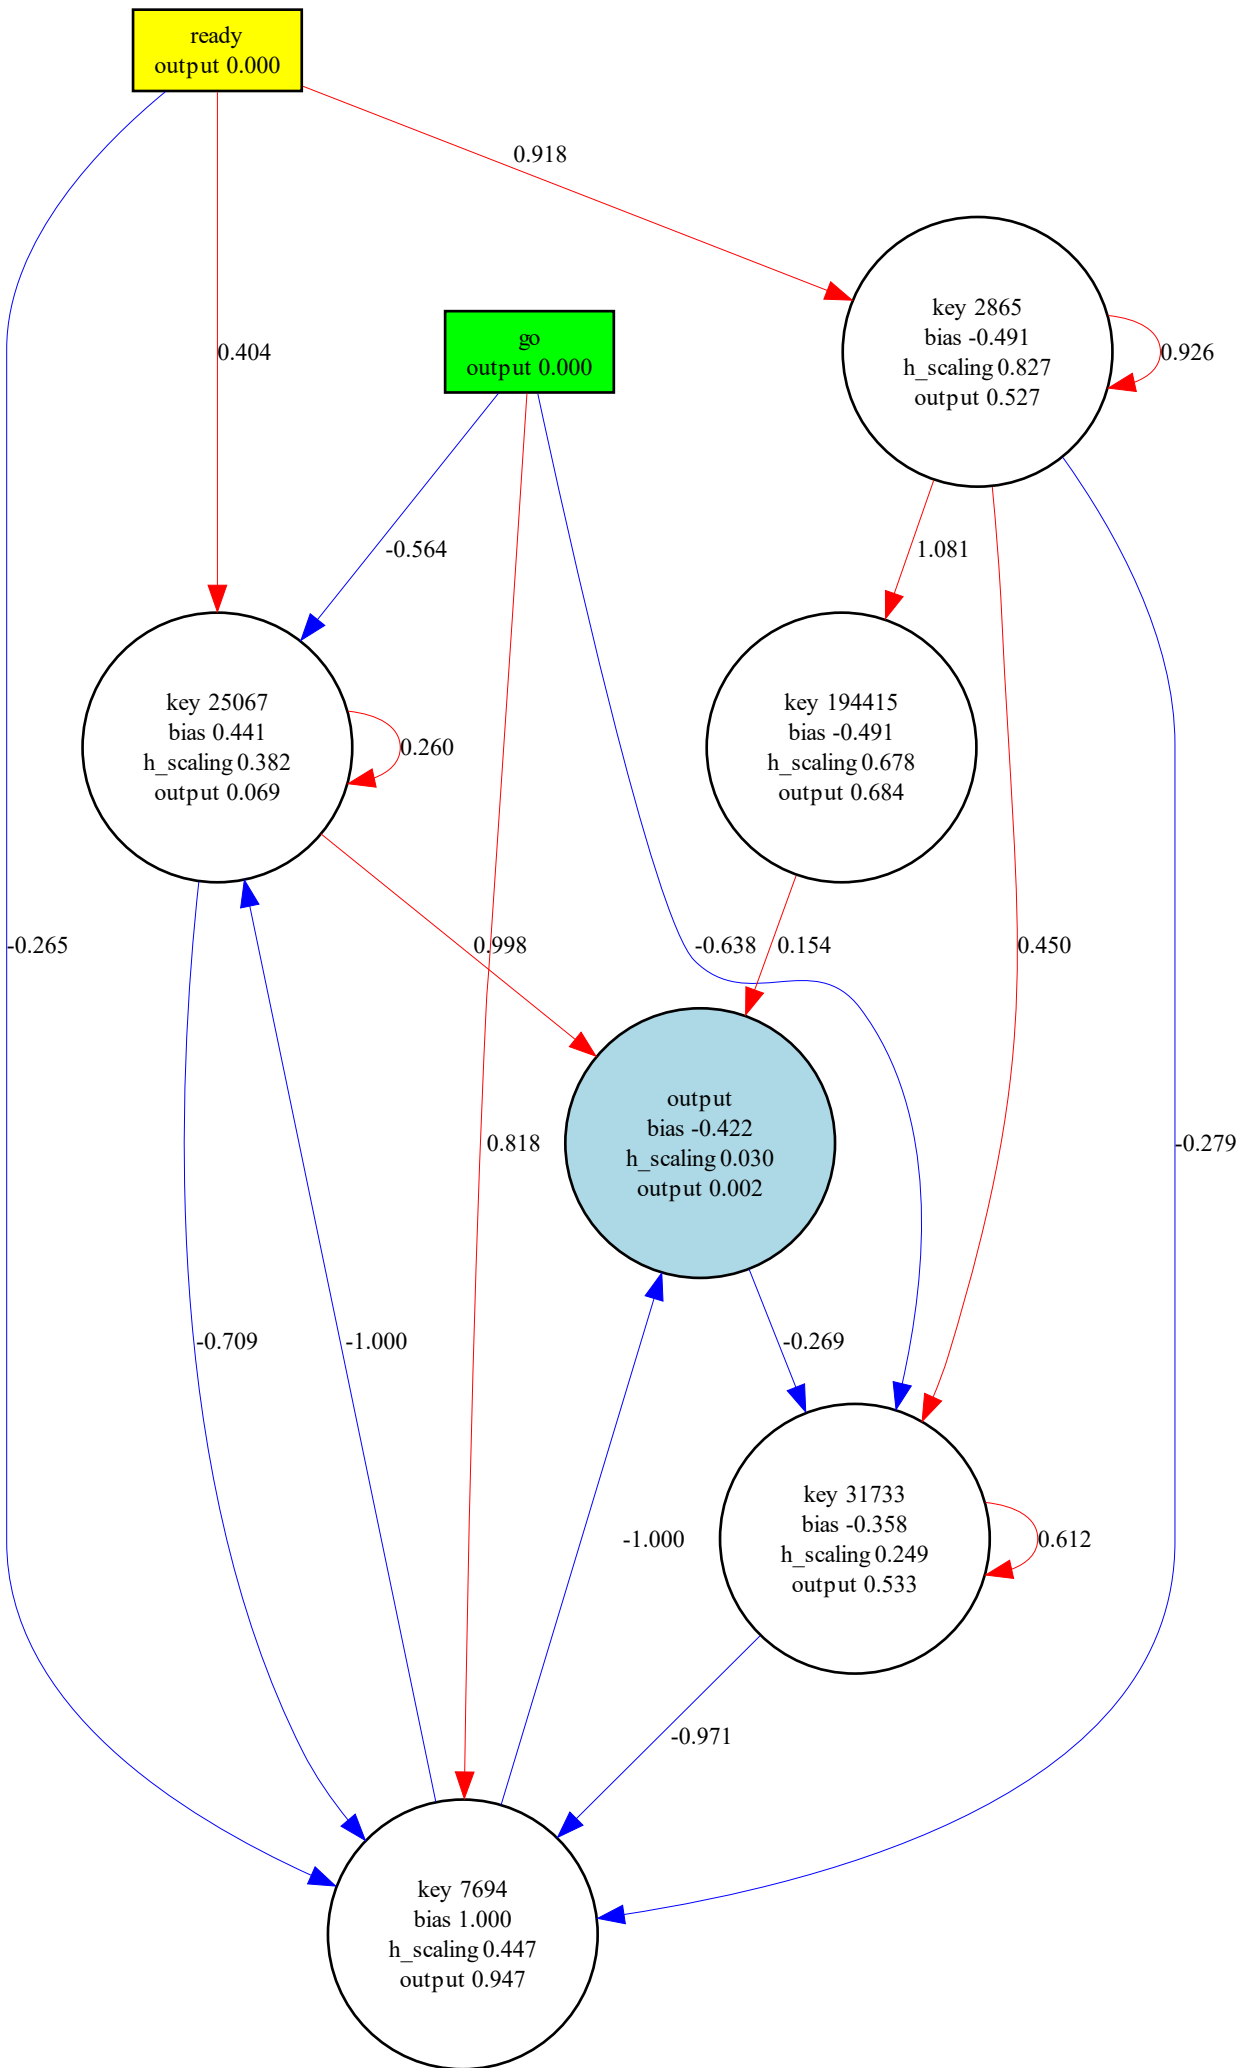 ready
output 0.000
0.918
key 2865
bias -0.491
h_scaling 0.827
output 0.527
0.926
go
output 0.000
0.404
-0.564
1.081
key 25067
bias 0.441
h_scaling 0.382
output 0.069
0.260
key 194415
bias -0.491
h_scaling 0.678
output 0.684
-0.265
0.998
-0.638
0.154
0.450
output
bias -0.422
h_scaling 0.030
output 0.002
0.818
-0.279
-0.709
-1.000
-0.269
key 31733
bias -0.358
h_scaling 0.249
output 0.533
-1.000
0.612
-0.971
key 7694
bias 1.000
h_scaling 0.447
output 0.947